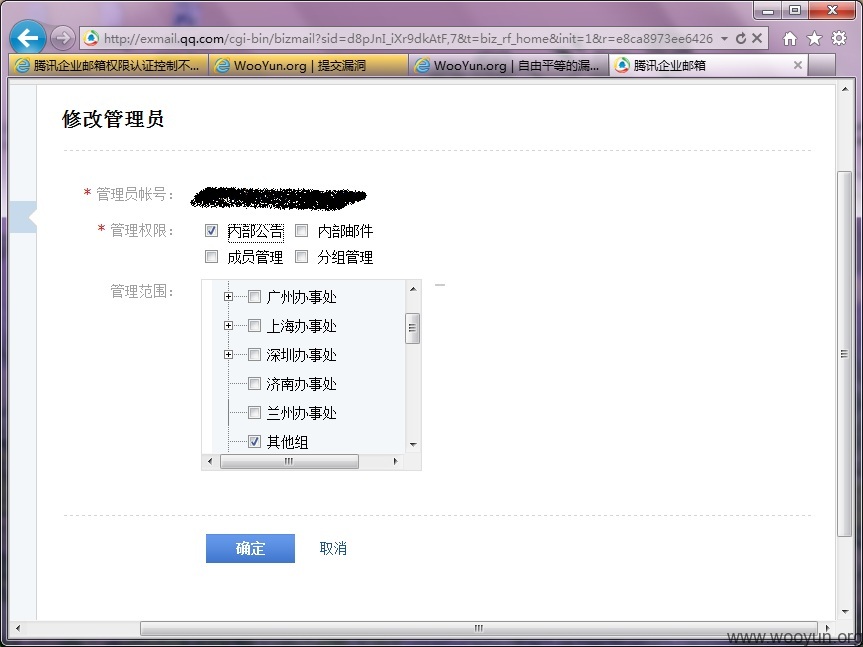 http://exmail.qq.com/cgi-bin/bizmail?sid=d8pJnI_iXr9dkAtF,7&t=biz_rf_home&init=1&r=e8ca8973ee6426
腾讯企业邮箱权限认证控制不... WooYun.org | 提交漏洞 WooYun.org | 自由平等的漏... 腾讯企业邮箱
修改管理员
* 管理员帐号：
* 管理权限： 内部公告 内部邮件
成员管理 分组管理
管理范围：
广州办事处
上海办事处
深圳办事处
济南办事处
兰州办事处
其他组
确定 取消
www.wooyun.org